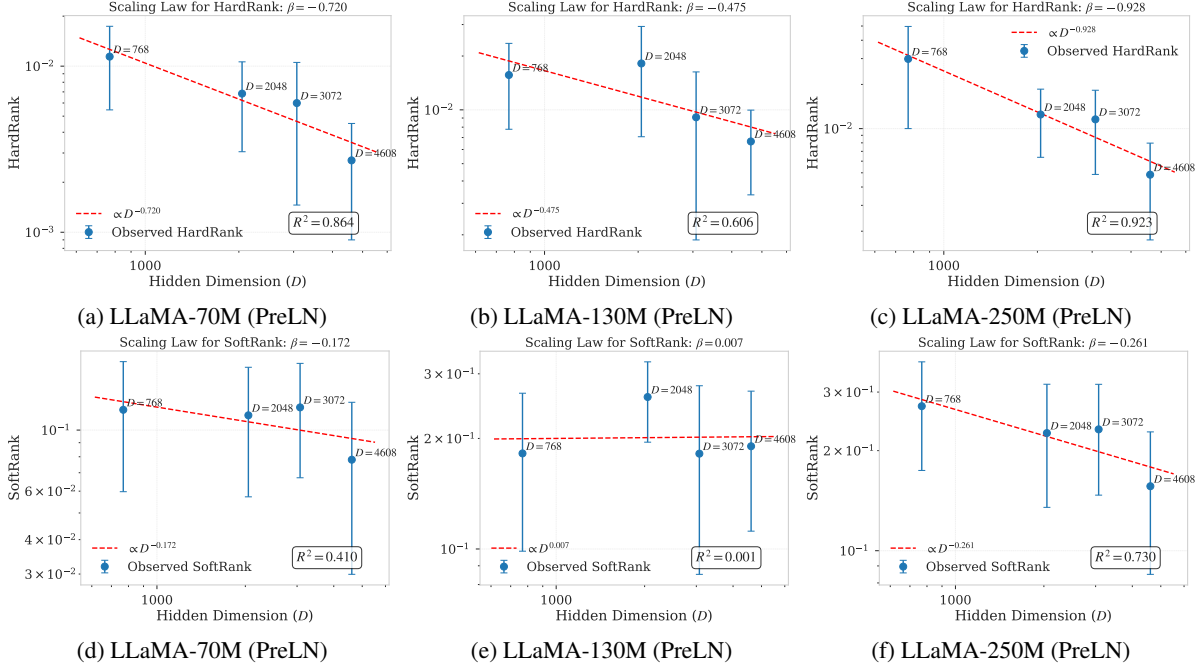 Scaling Law for HardRank: β = −0.720
HardRank
10⁻²
10⁻³
D = 768
D = 2048
D = 3072
D = 4608
∝ D^−0.720
Observed HardRank
R² = 0.864
1000
Hidden Dimension (D)
(a) LLaMA-70M (PreLN)
Scaling Law for HardRank: β = −0.475
HardRank
10⁻²
D = 768
D = 2048
D = 3072
D = 4608
∝ D^−0.475
Observed HardRank
R² = 0.606
1000
Hidden Dimension (D)
(b) LLaMA-130M (PreLN)
Scaling Law for HardRank: β = −0.928
HardRank
10⁻²
∝ D^−0.928
Observed HardRank
D = 768
D = 2048
D = 3072
D = 4608
R² = 0.923
1000
Hidden Dimension (D)
(c) LLaMA-250M (PreLN)
Scaling Law for SoftRank: β = −0.172
SoftRank
10⁻¹
6 × 10⁻²
4 × 10⁻²
3 × 10⁻²
D = 768
D = 2048
D = 3072
D = 4608
∝ D^−0.172
Observed SoftRank
R² = 0.410
1000
Hidden Dimension (D)
(d) LLaMA-70M (PreLN)
Scaling Law for SoftRank: β = 0.007
SoftRank
3 × 10⁻¹
2 × 10⁻¹
10⁻¹
D = 768
D = 2048
D = 3072
D = 4608
∝ D^0.007
Observed SoftRank
R² = 0.001
1000
Hidden Dimension (D)
(e) LLaMA-130M (PreLN)
Scaling Law for SoftRank: β = −0.261
SoftRank
3 × 10⁻¹
2 × 10⁻¹
10⁻¹
D = 768
D = 2048
D = 3072
D = 4608
∝ D^−0.261
Observed SoftRank
R² = 0.730
1000
Hidden Dimension (D)
(f) LLaMA-250M (PreLN)